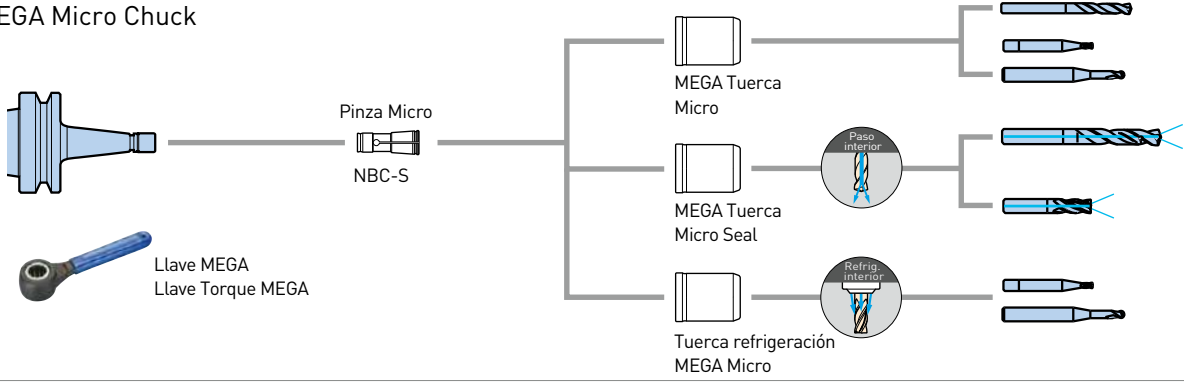 EGA Micro Chuck
Pinza Micro
NBC-S
Llave MEGA
Llave Torque MEGA
MEGA Tuerca
Micro
MEGA Tuerca
Micro Seal
Paso
interior
Tuerca refrigeración
MEGA Micro
Refrig.
interior